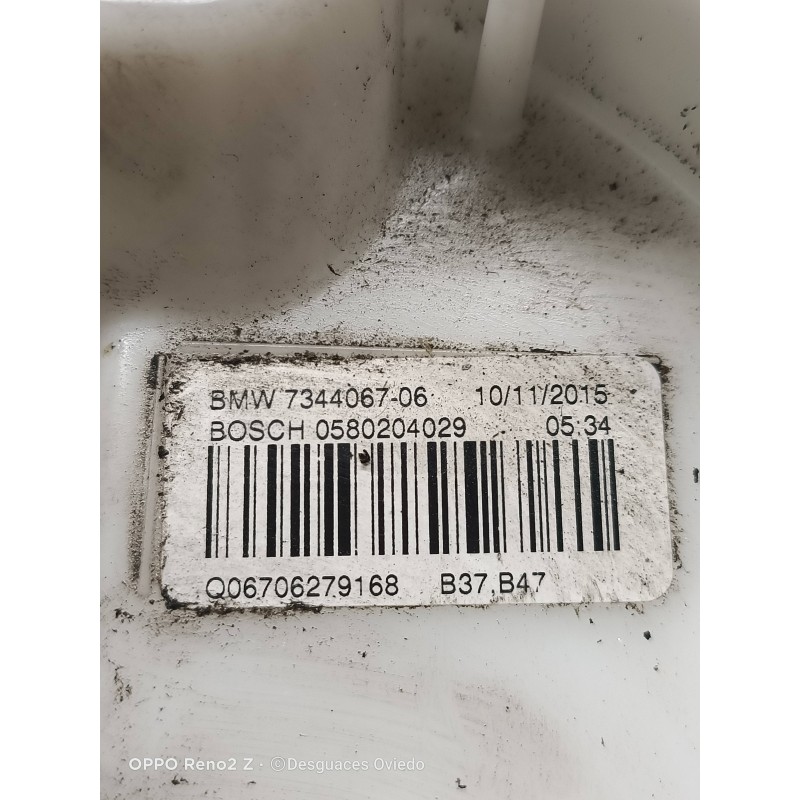 BMW 7344067-06 10/11/2015
BOSCH 0580204029 05:34
Q06706279168 B37,B47
OPPO Reno2 Z · ©Desguaces Oviedo